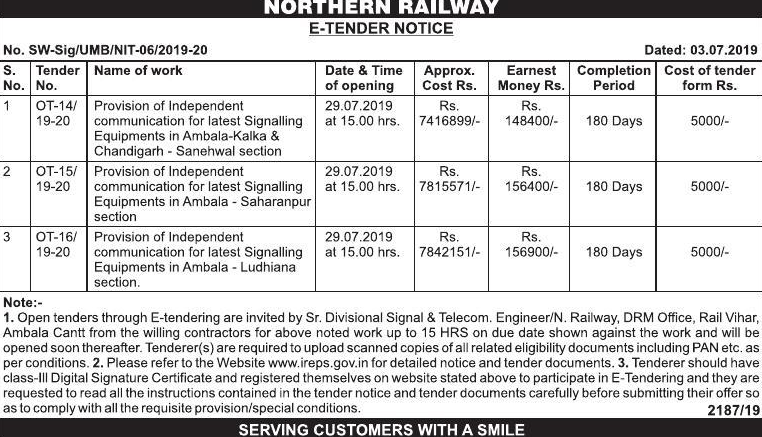 NORTHERN RAILWAY
E-TENDER NOTICE
No. SW-Sig/UMB/NIT-06/2019-20 Dated: 03.07.2019
S. No. Tender No. Name of work Date & Time of opening Approx. Cost Rs. Earnest Money Rs. Completion Period Cost of tender form Rs.
1 OT-14/ Provision of Independent 29.07.2019 Rs. Rs.
19-20 communication for latest Signalling at 15.00 hrs. 7416899/- 148400/- 180 Days 5000/-
Equipments in Ambala-Kalka &
Chandigarh - Sanehwal section
2 OT-15/ Provision of Independent 29.07.2019 Rs. Rs.
19-20 communication for latest Signalling at 15.00 hrs. 7815571/- 156400/- 180 Days 5000/-
Equipments in Ambala - Saharanpur
section
3 OT-16/ Provision of Independent 29.07.2019 Rs. Rs.
19-20 communication for latest Signalling at 15.00 hrs. 7842151/- 156900/- 180 Days 5000/-
Equipments in Ambala - Ludhiana
section.
Note:-
1. Open tenders through E-tendering are invited by Sr. Divisional Signal & Telecom. Engineer/N. Railway, DRM Office, Rail Vihar,
Ambala Cantt from the willing contractors for above noted work up to 15 HRS on due date shown against the work and will be
opened soon thereafter. Tenderer(s) are required to upload scanned copies of all related eligibility documents including PAN etc. as
per conditions. 2. Please refer to the Website www.ireps.gov.in for detailed notice and tender documents. 3. Tenderer should have
class-III Digital Signature Certificate and registered themselves on website stated above to participate in E-Tendering and they are
requested to read all the instructions contained in the tender notice and tender documents carefully before submitting their offer so
as to comply with all the requisite provision/special conditions. 2187/19
SERVING CUSTOMERS WITH A SMILE